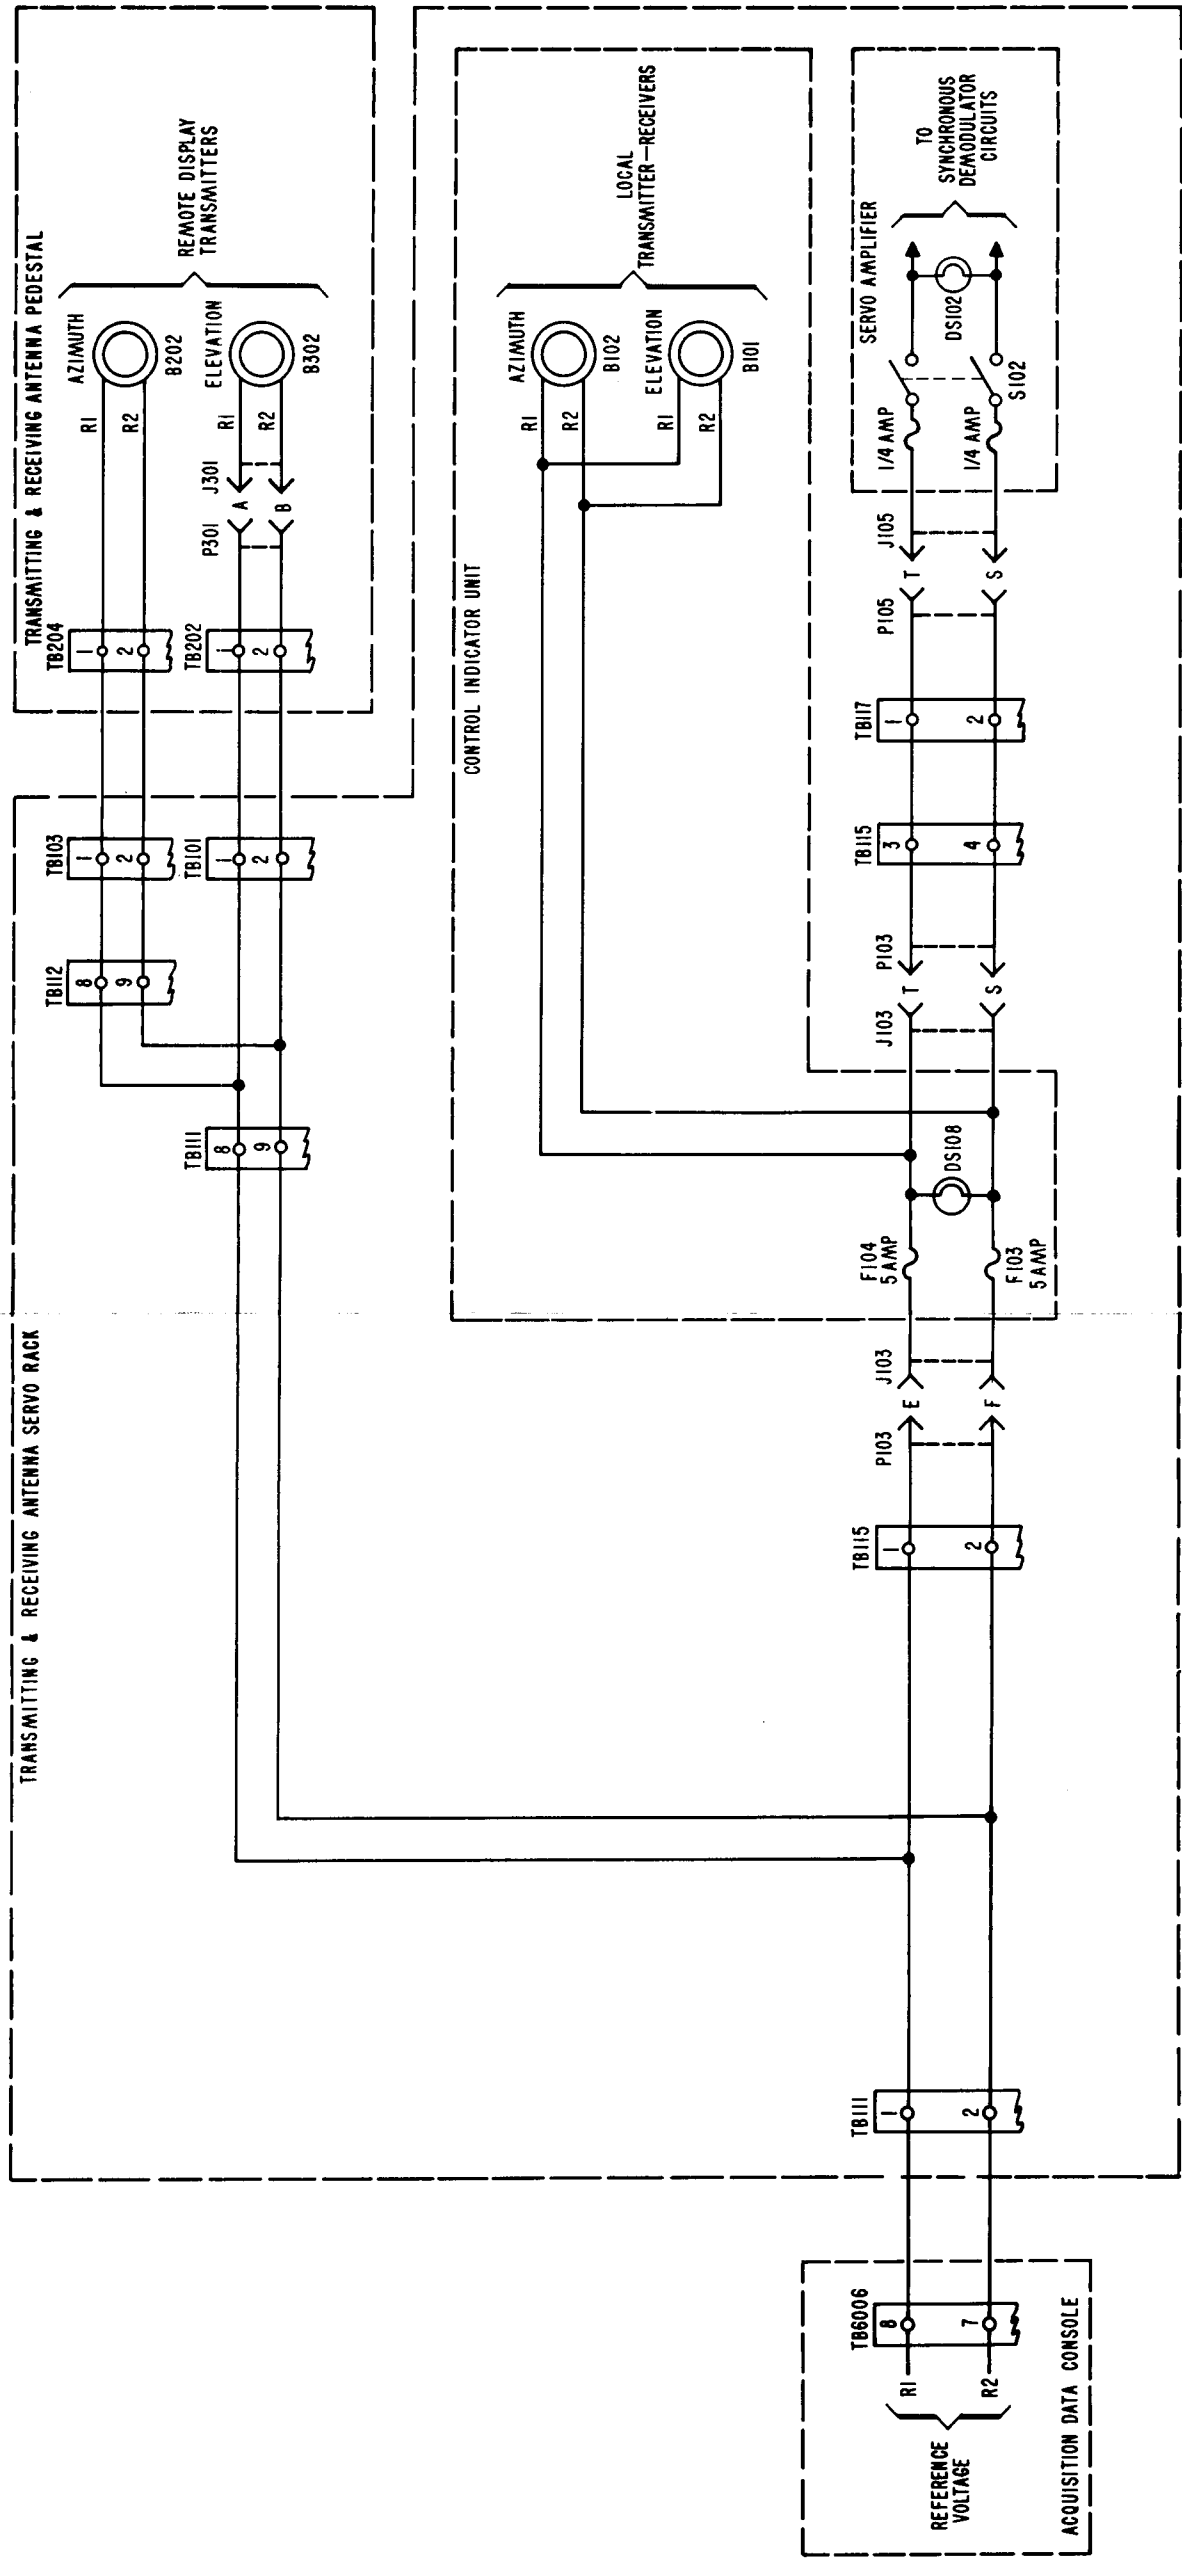 TRANSMITTING & RECEIVING ANTENNA SERVO RACK
TRANSMITTING & RECEIVING ANTENNA PEDESTAL
TB112
8
9
TB103
1
2
TB204
1
2
R1
R2
AZIMUTH
B202
TB111
8
9
TB101
1
2
TB202
1
2
P301
J301
A
B
R1
R2
ELEVATION
B302
REMOTE DISPLAY
TRANSMITTERS
CONTROL INDICATOR UNIT
R1
R2
AZIMUTH
B102
R1
R2
ELEVATION
B101
LOCAL
TRANSMITTER-RECEIVERS
ACQUISITION DATA CONSOLE
REFERENCE
VOLTAGE
R1
R2
TB6006
8
7
TB111
1
2
TB115
1
2
P103
J103
E
F
F104
5 AMP
F103
5 AMP
DS108
J103
P103
T
S
TB115
3
4
TB117
1
2
P105
J105
T
S
SERVO AMPLIFIER
1/4 AMP
1/4 AMP
S102
DS102
TO
SYNCHRONOUS
DEMODULATOR
CIRCUITS